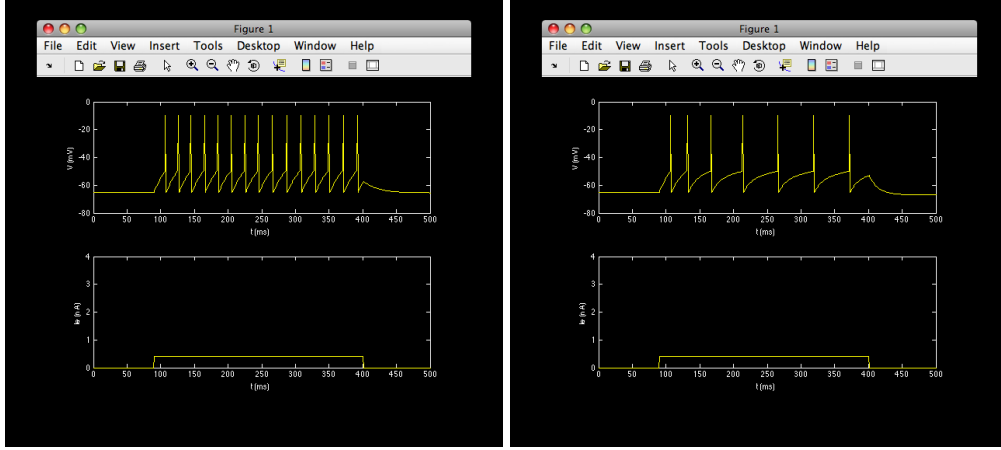 Figure 1
File Edit View Insert Tools Desktop Window Help
0
-20
-40
-60
-80
V (mV)
0 50 100 150 200 250 300 350 400 450 500
t (ms)
4
3
2
1
0
Ie (nA)
0 50 100 150 200 250 300 350 400 450 500
t (ms)
Figure 1
File Edit View Insert Tools Desktop Window Help
0
-20
-40
-60
-80
V (mV)
0 50 100 150 200 250 300 350 400 450 500
t (ms)
4
3
2
1
0
Ie (nA)
0 50 100 150 200 250 300 350 400 450 500
t (ms)